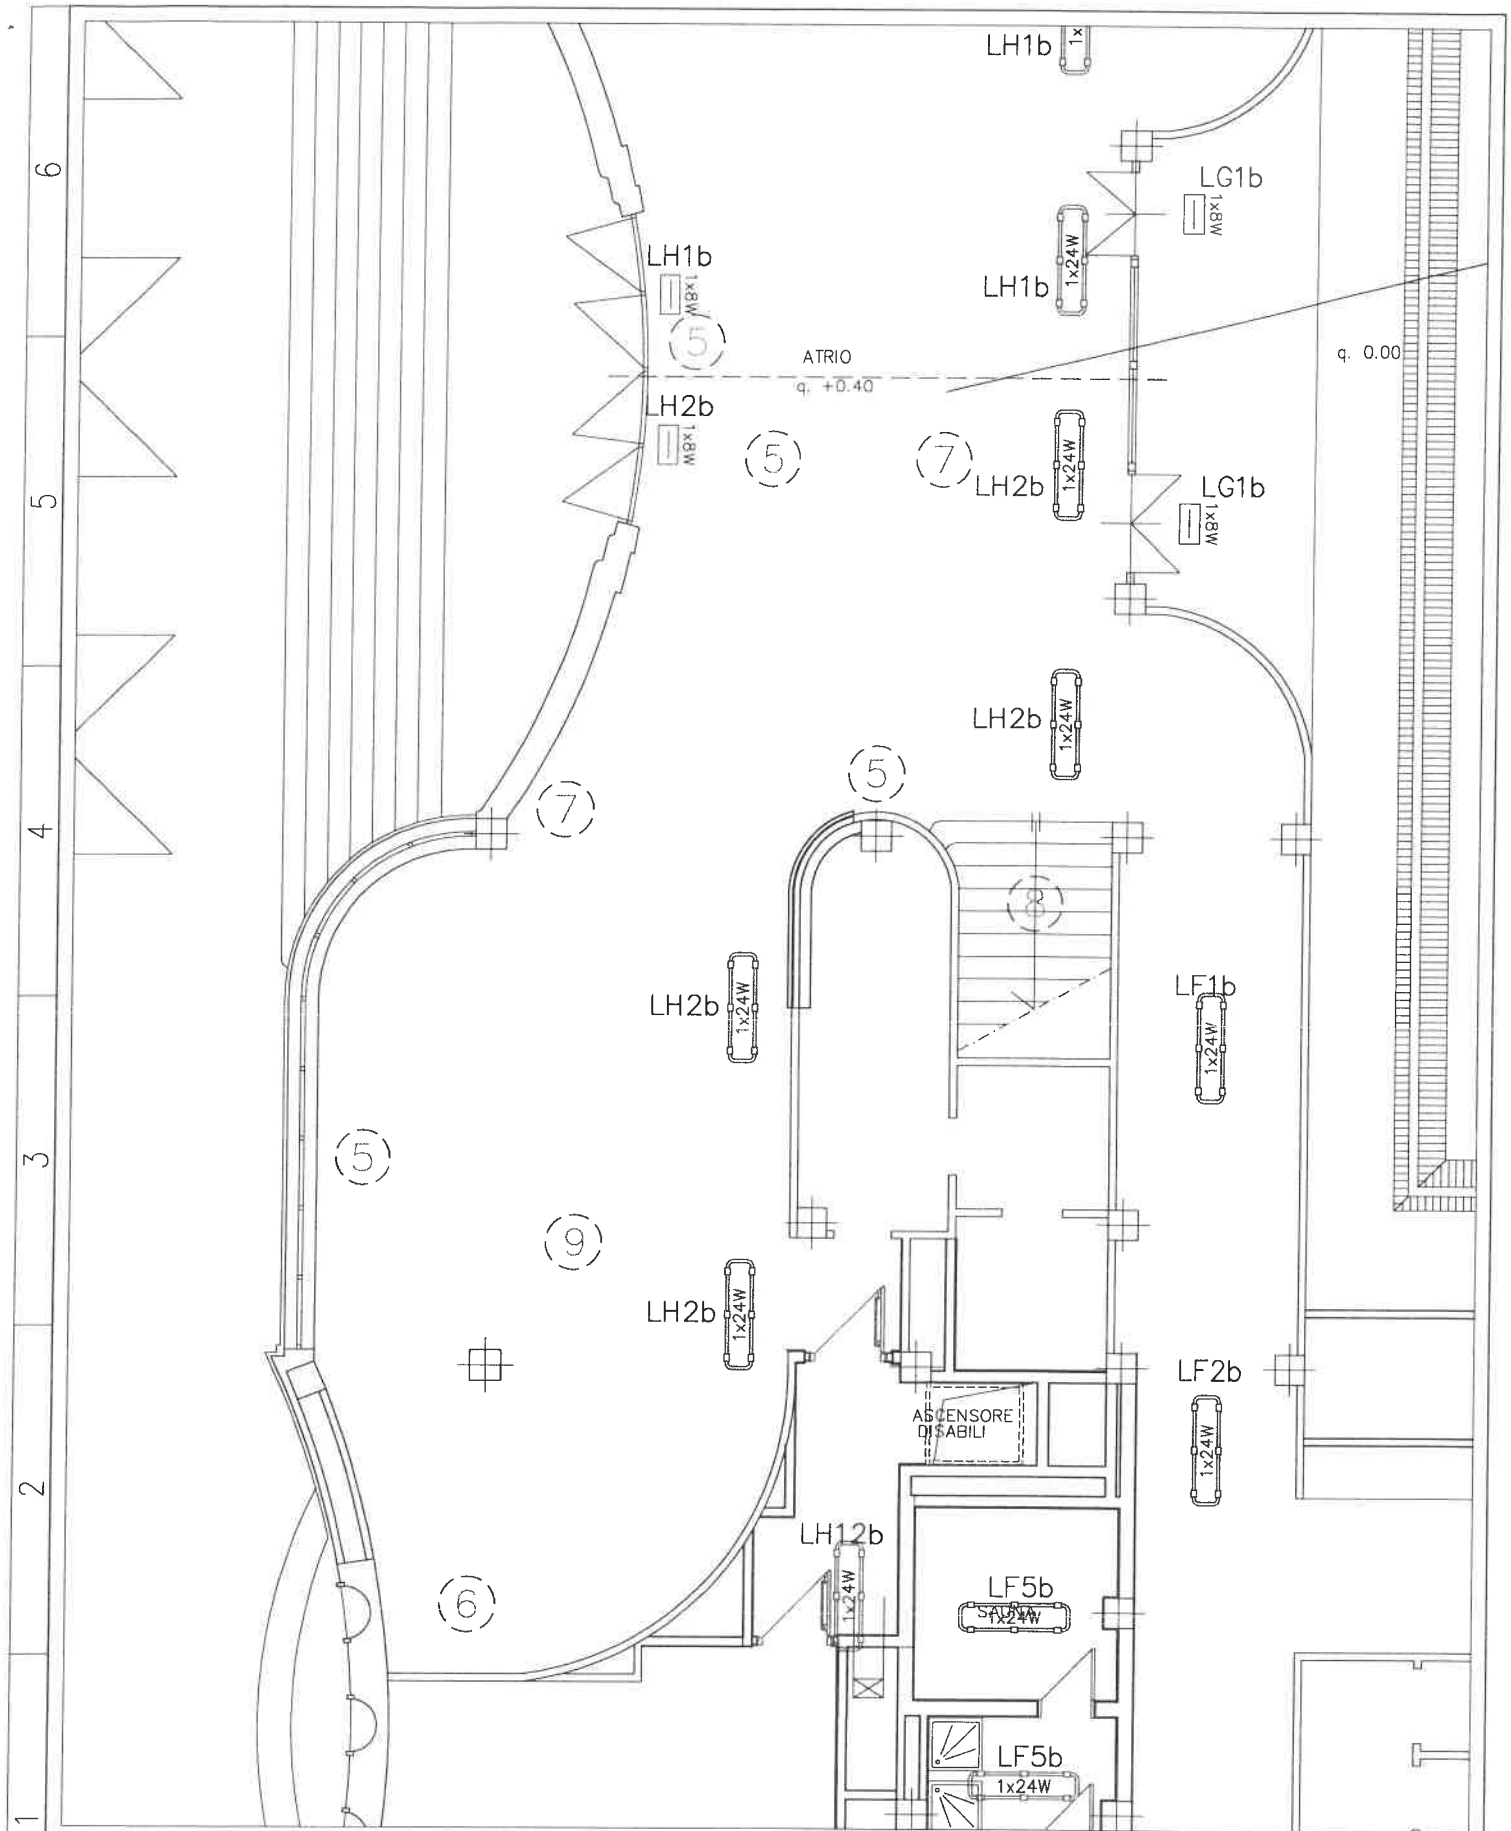 LH1b
1x
6
LG1b
1x8W
LH1b
1x8W
1x24W
LH1b
5
ATRIO
q. +0.40
q. 0.00
LH2b
1x8W
5
7
1x24W
LH2b
LG1b
1x8W
5
LH2b
1x24W
5
7
4
8
LH2b
1x24W
LF1b
1x24W
3
5
9
LH2b
1x24W
LF2b
1x24W
ASCENSORE
DISABILI
2
LH12b
1x24W
6
LF5b
SAUNA
1x24W
LF5b
1x24W
1